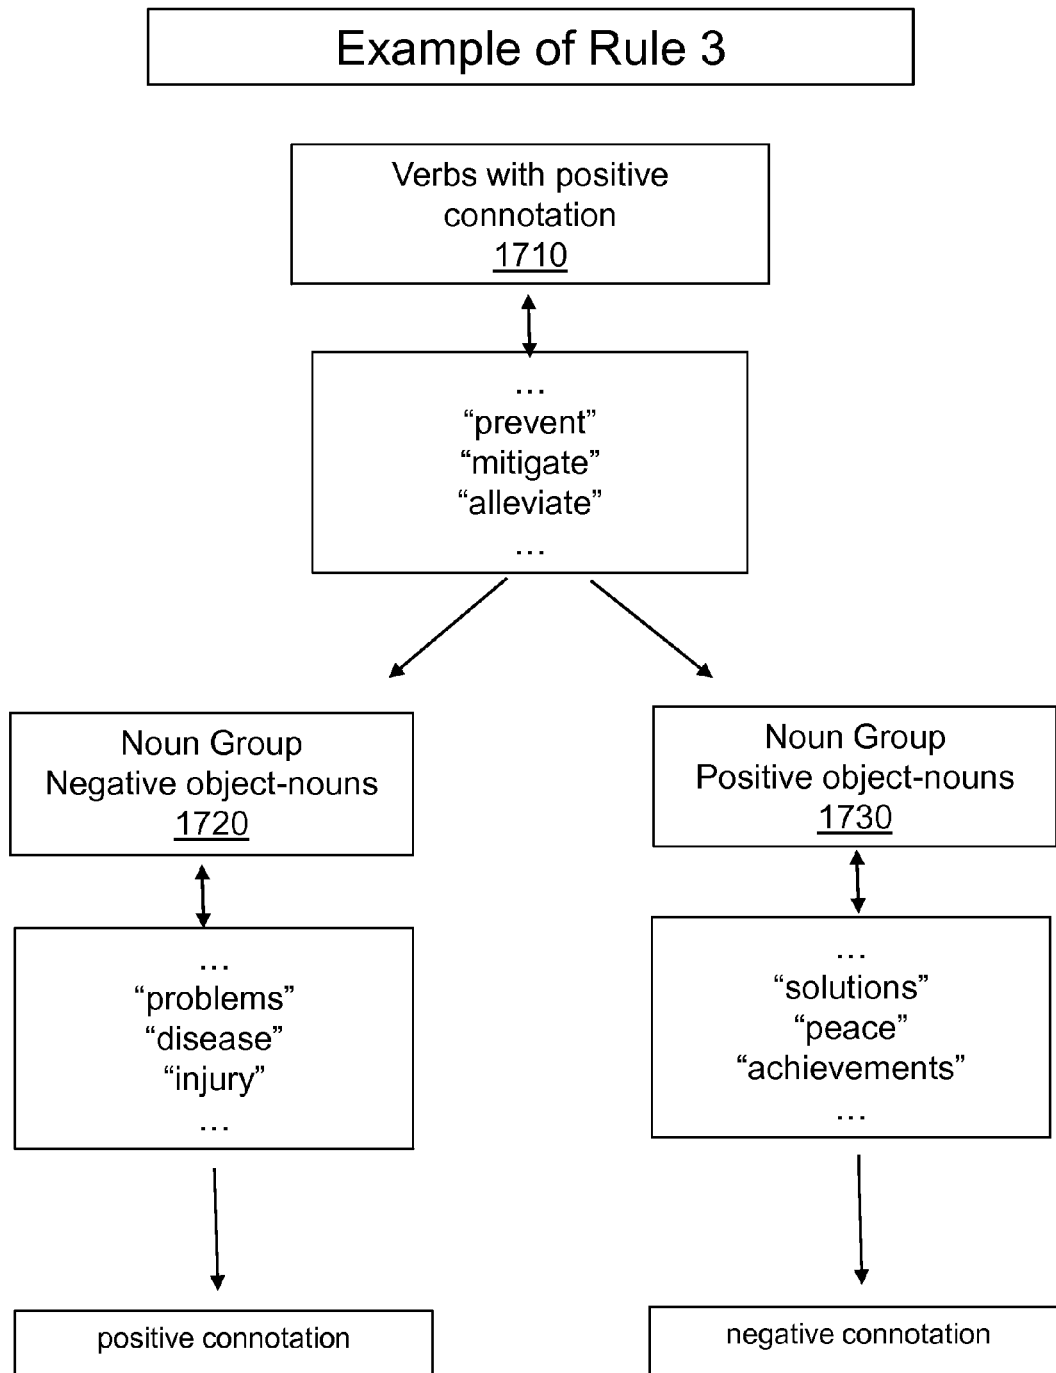 Example of Rule 3
Verbs with positive
connotation
1710
...
“prevent”
“mitigate”
“alleviate”
...
Noun Group
Negative object-nouns
1720
...
“problems”
“disease”
“injury”
...
positive connotation
Noun Group
Positive object-nouns
1730
...
“solutions”
“peace”
“achievements”
...
negative connotation